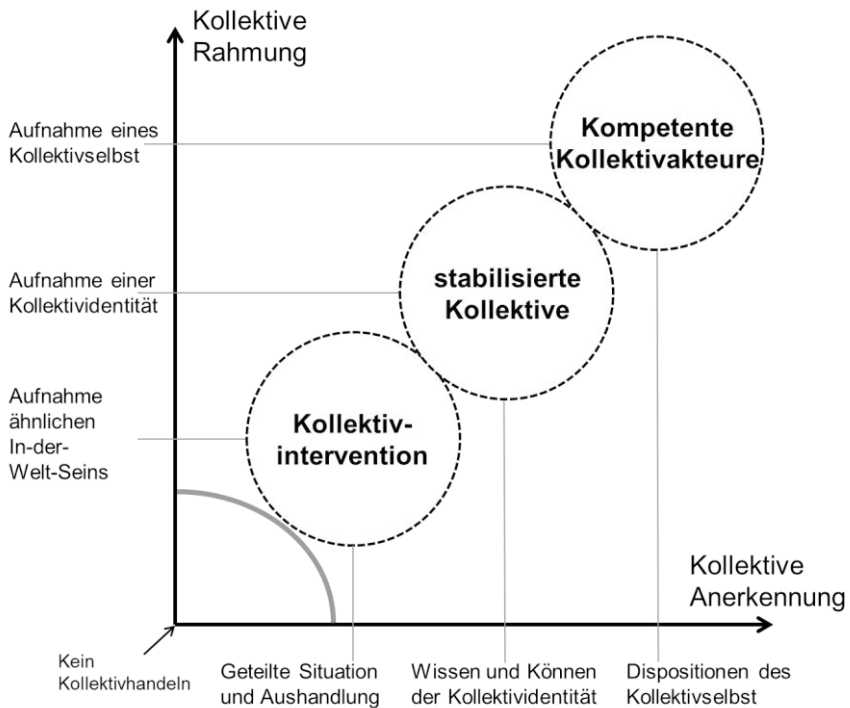 Kollektive
Rahmung
Aufnahme eines
Kollektivselbst
Kompetente
Kollektivakteure
Aufnahme einer
Kollektividentität
stabilisierte
Kollektive
Aufnahme
ähnlichen
In-der-
Welt-Seins
Kollektiv-
intervention
Kollektive
Anerkennung
Kein
Kollektivhandeln
Geteilte Situation
und Aushandlung
Wissen und Können
der Kollektividentität
Dispositionen des
Kollektivselbst